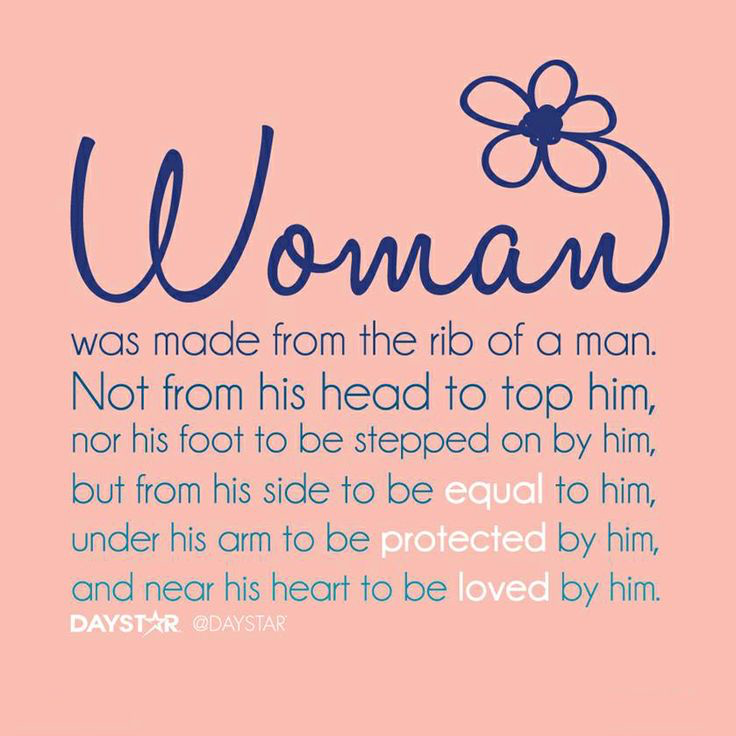 Woman
was made from the rib of a man.
Not from his head to top him,
nor his foot to be stepped on by him,
but from his side to be equal to him,
under his arm to be protected by him,
and near his heart to be loved by him.
DAYSTAR @DAYSTAR